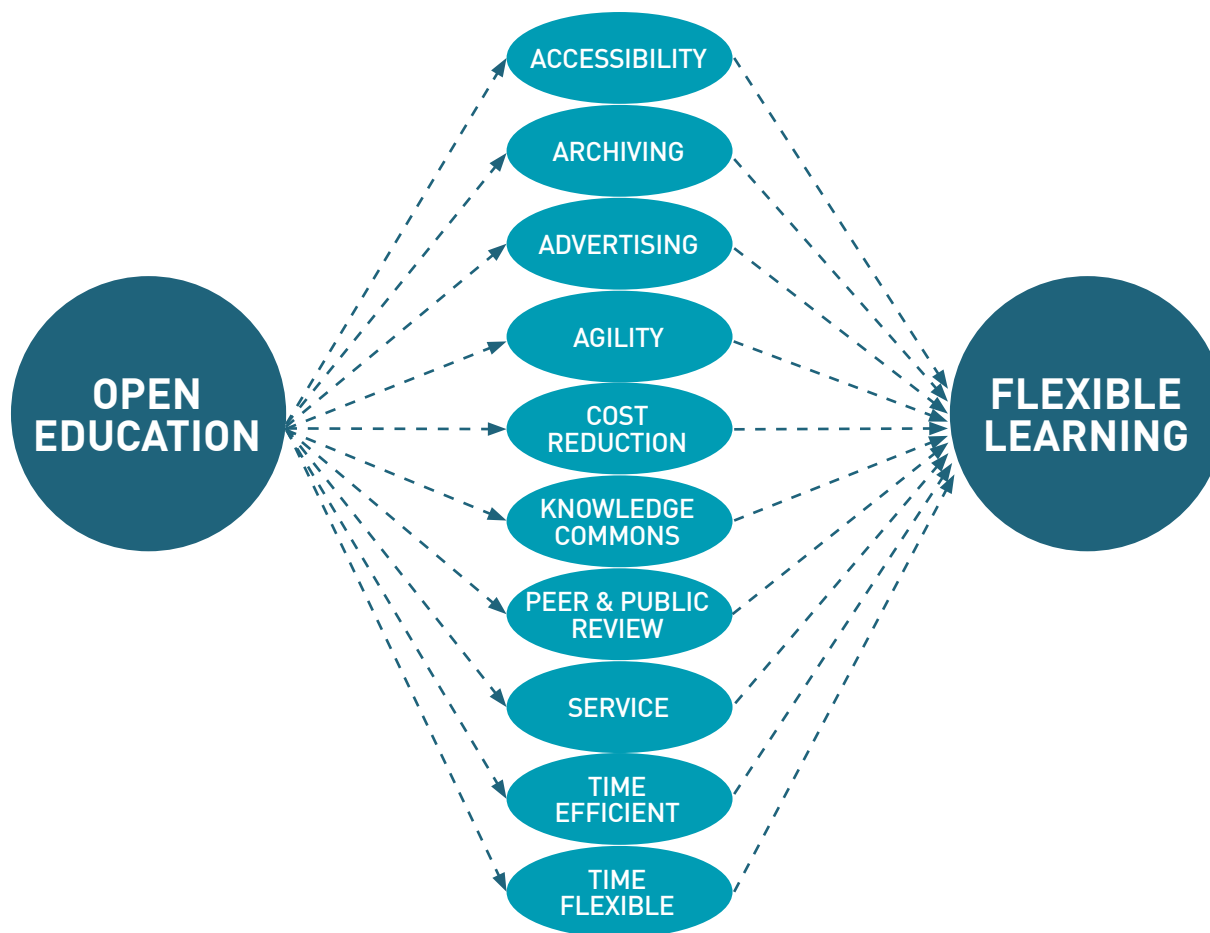 OPEN
EDUCATION
ACCESSIBILITY
ARCHIVING
ADVERTISING
AGILITY
COST
REDUCTION
KNOWLEDGE
COMMONS
PEER & PUBLIC
REVIEW
SERVICE
TIME
EFFICIENT
TIME
FLEXIBLE
FLEXIBLE
LEARNING